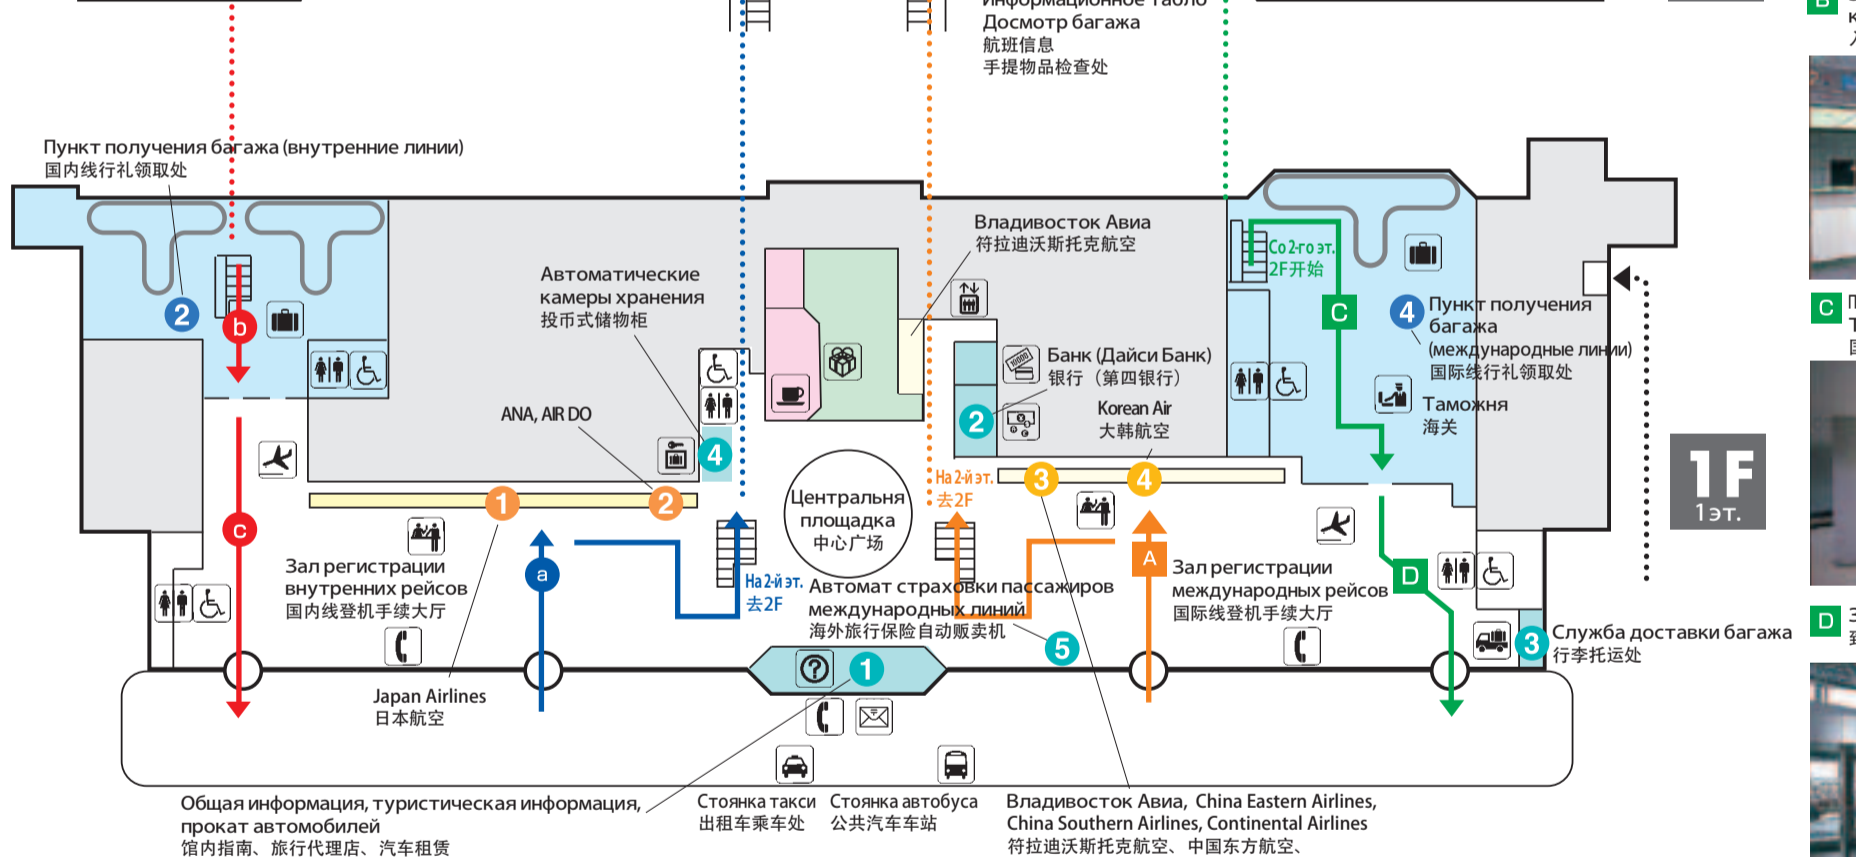 Досмотр багажа
航班信息
手提物品检查处
B
Пункт получения багажа (внутренние линии)
国内线行礼领取处
Владивосток Авиа
符拉迪沃斯托克航空
Со 2-го эт.
2F开始
Автоматические
камеры хранения
投币式储物柜
2
b
C
4
Пункт получения
багажа
(международные линии)
国际线行礼领取处
C
Банк (Дайси Банк)
银行（第四银行）
2
Korean Air
大韩航空
Таможня
海关
ANA, AIR DO
4
1
2
3
4
На 2-й эт.
去2F
Центральня
площадка
中心广场
1F
1эт.
c
a
A
D
Зал регистрации
внутренних рейсов
国内线登机手续大厅
На 2-й эт.
去2F
Автомат страховки пассажиров
международных линий
海外旅行保险自动贩卖机
5
Зал регистрации
международных рейсов
国际线登机手续大厅
3
Служба доставки багажа
行李托运处
D
1
Japan Airlines
日本航空
Общая информация, туристическая информация,
прокат автомобилей
馆内指南、旅行代理店、汽车租赁
Стоянка такси
出租车乘车处
Стоянка автобуса
公共汽车车站
Владивосток Авиа, China Eastern Airlines,
China Southern Airlines, Continental Airlines
符拉迪沃斯托克航空、中国东方航空、